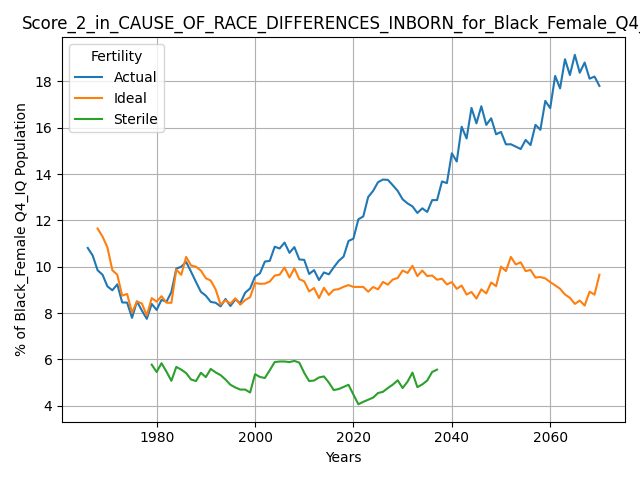 Score_2_in_CAUSE_OF_RACE_DIFFERENCES_INBORN_for_Black_Female_Q4_
Fertility
Actual
Ideal
Sterile
% of Black_Female Q4_IQ Population
18
16
14
12
10
8
6
4
1980
2000
2020
2040
2060
Years